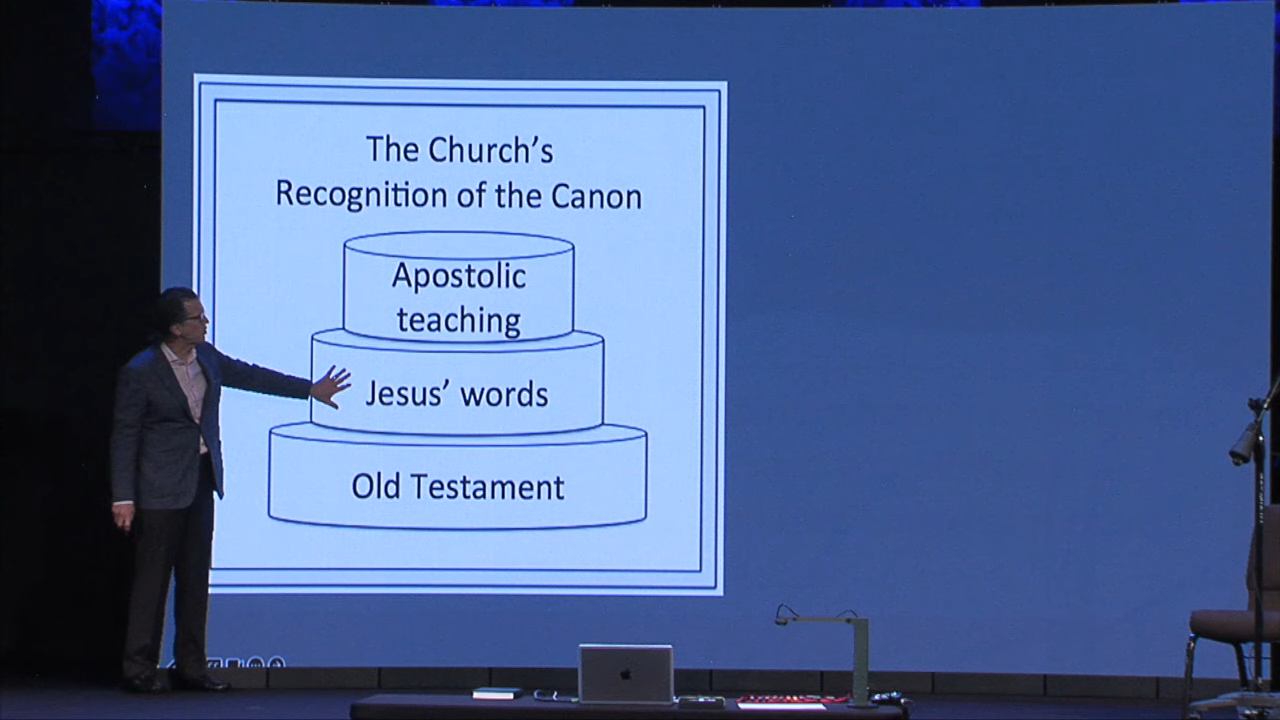 The Church’s
Recognition of the Canon
Apostolic
teaching
Jesus’ words
Old Testament